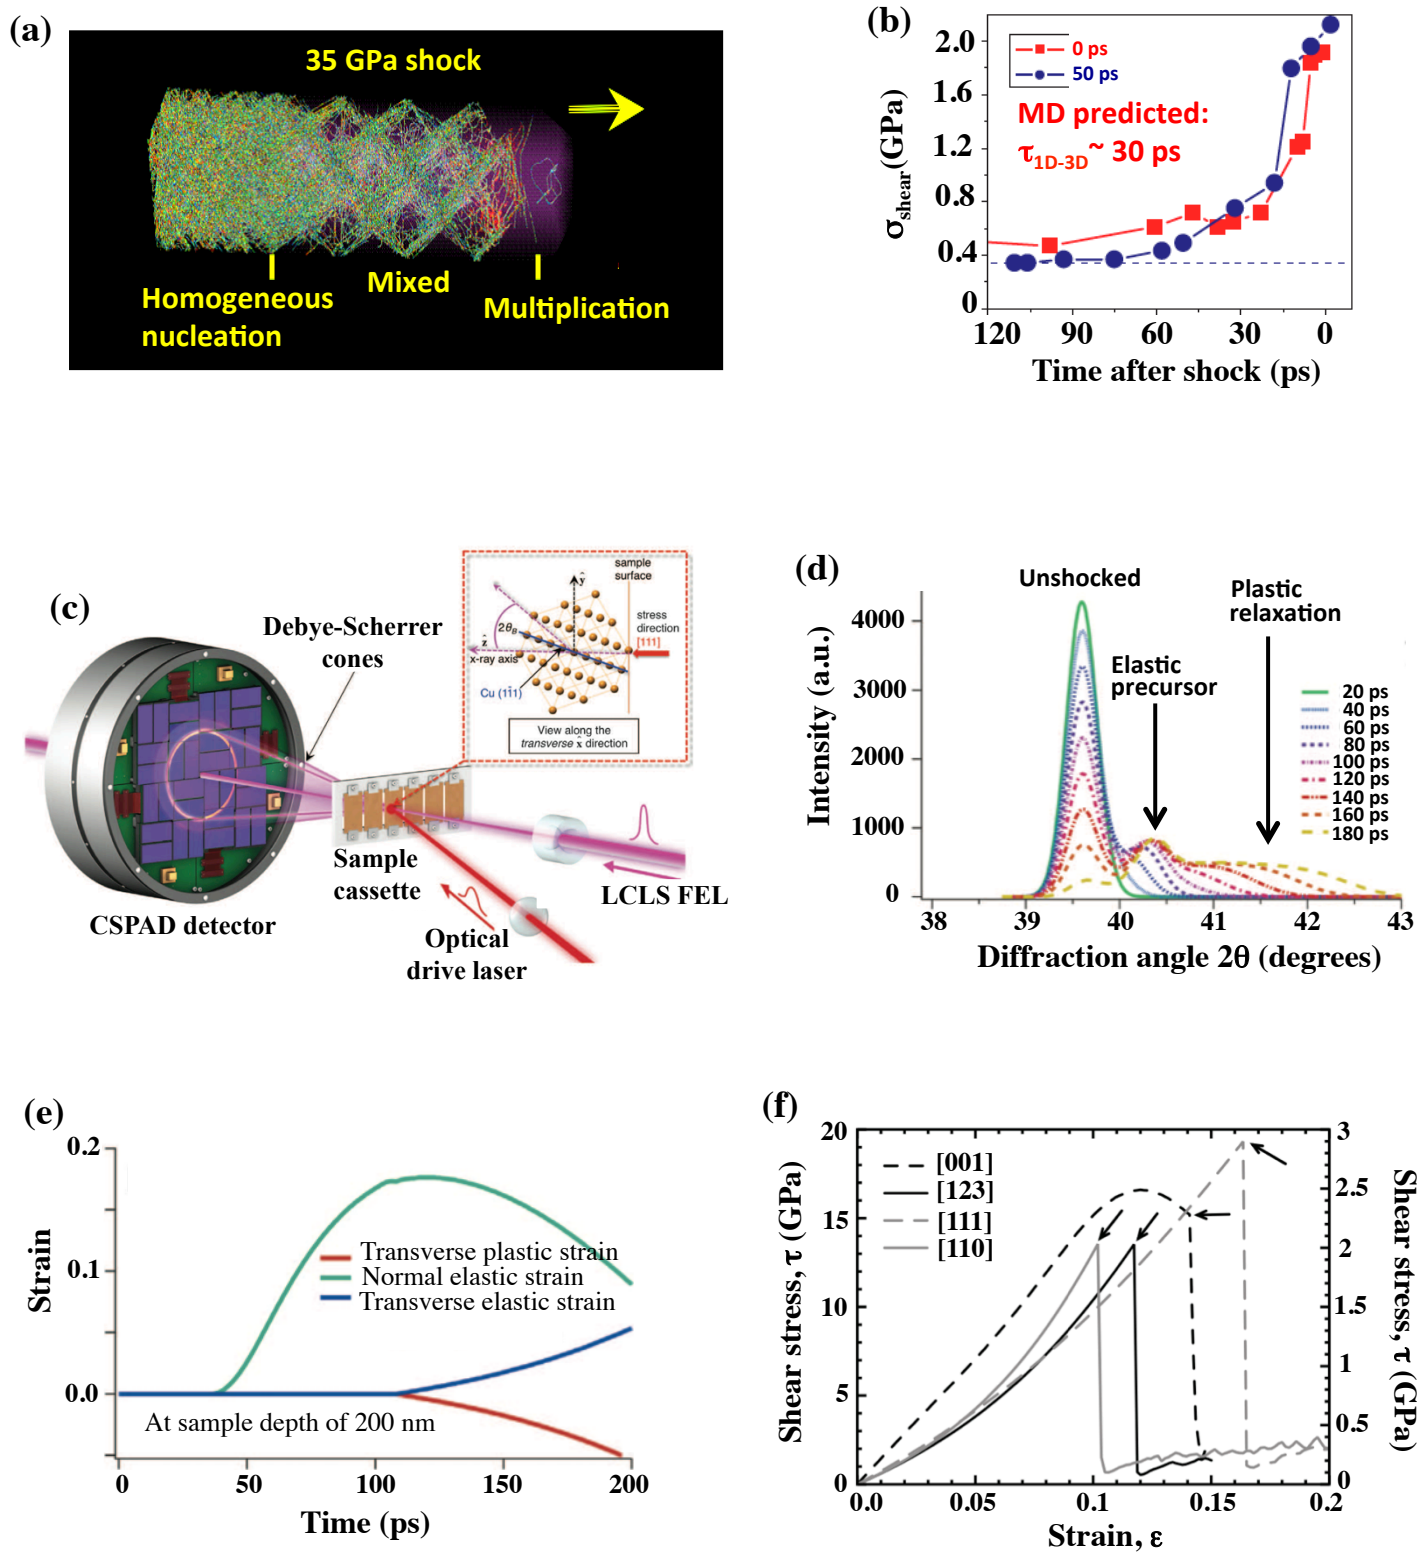 (a)
35 GPa shock
Homogeneous
nucleation
Mixed
Multiplication
(b)
2.0
1.6
1.2
0.8
0.4
0
σshear(GPa)
0 ps
50 ps
MD predicted:
τ1D-3D~ 30 ps
120 90 60 30 0
Time after shock (ps)
(c)
Debye-Scherrer
cones
sample
surface
ŷ
stress
direction
[111]
2θB
ẑ
x-ray axis
Cu (11̄1)
View along the
transverse x̂ direction
Sample
cassette
LCLS FEL
CSPAD detector
Optical
drive laser
(d)
Unshocked
Plastic
relaxation
Elastic
precursor
4000
3000
2000
1000
0
Intensity (a.u.)
20 ps
40 ps
60 ps
80 ps
100 ps
120 ps
140 ps
160 ps
180 ps
38 39 40 41 42 43
Diffraction angle 2θ (degrees)
(e)
0.2
0.1
0.0
Strain
Transverse plastic strain
Normal elastic strain
Transverse elastic strain
At sample depth of 200 nm
0 50 100 150 200
Time (ps)
(f)
20
15
10
5
0
Shear stress, τ (GPa)
[001]
[123]
[111]
[110]
3
2.5
2
1.5
1
0.5
0
Shear stress, τ (GPa)
0.0 0.05 0.1 0.15 0.2
Strain, ε